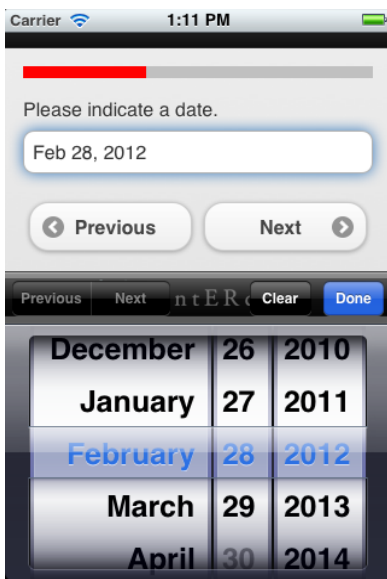 Carrier 1:11 PM
Please indicate a date.
Feb 28, 2012
Previous Next
Previous Next Clear Done
December 26 2010
January 27 2011
February 28 2012
March 29 2013
April 30 2014